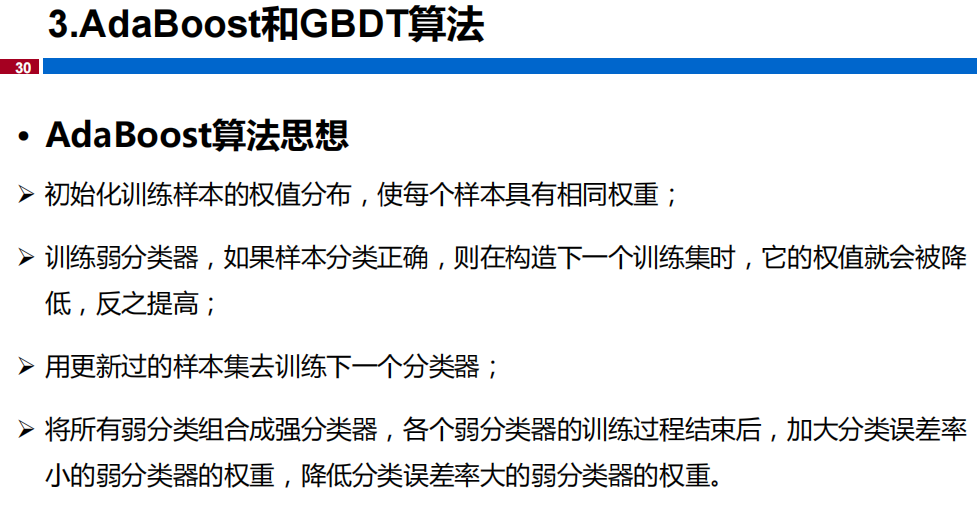 3.AdaBoost和GBDT算法
30
• AdaBoost算法思想
➢ 初始化训练样本的权值分布，使每个样本具有相同权重；
➢ 训练弱分类器，如果样本分类正确，则在构造下一个训练集时，它的权值就会被降
低，反之提高；
➢ 用更新过的样本集去训练下一个分类器；
➢ 将所有弱分类组合成强分类器，各个弱分类器的训练过程结束后，加大分类误差率
小的弱分类器的权重，降低分类误差率大的弱分类器的权重。